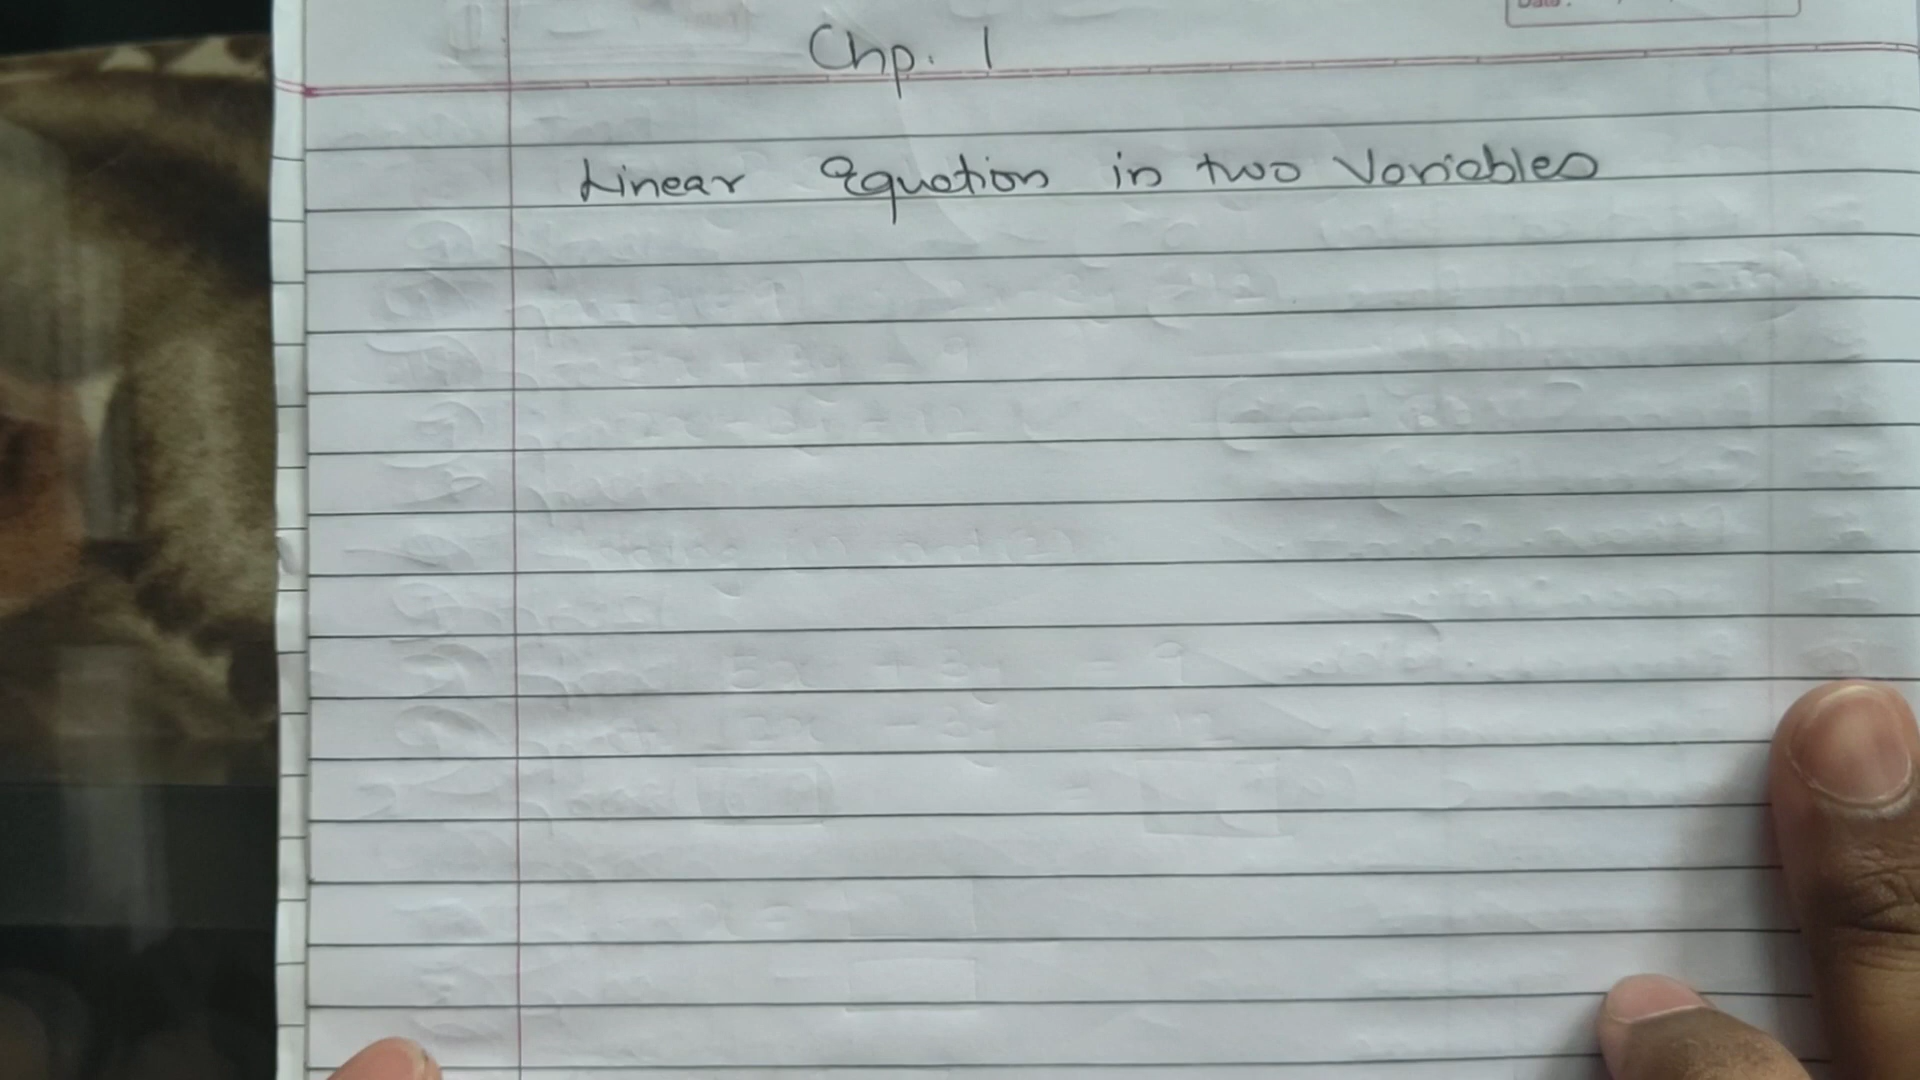 Chp. 1
Linear Equation in two Variables